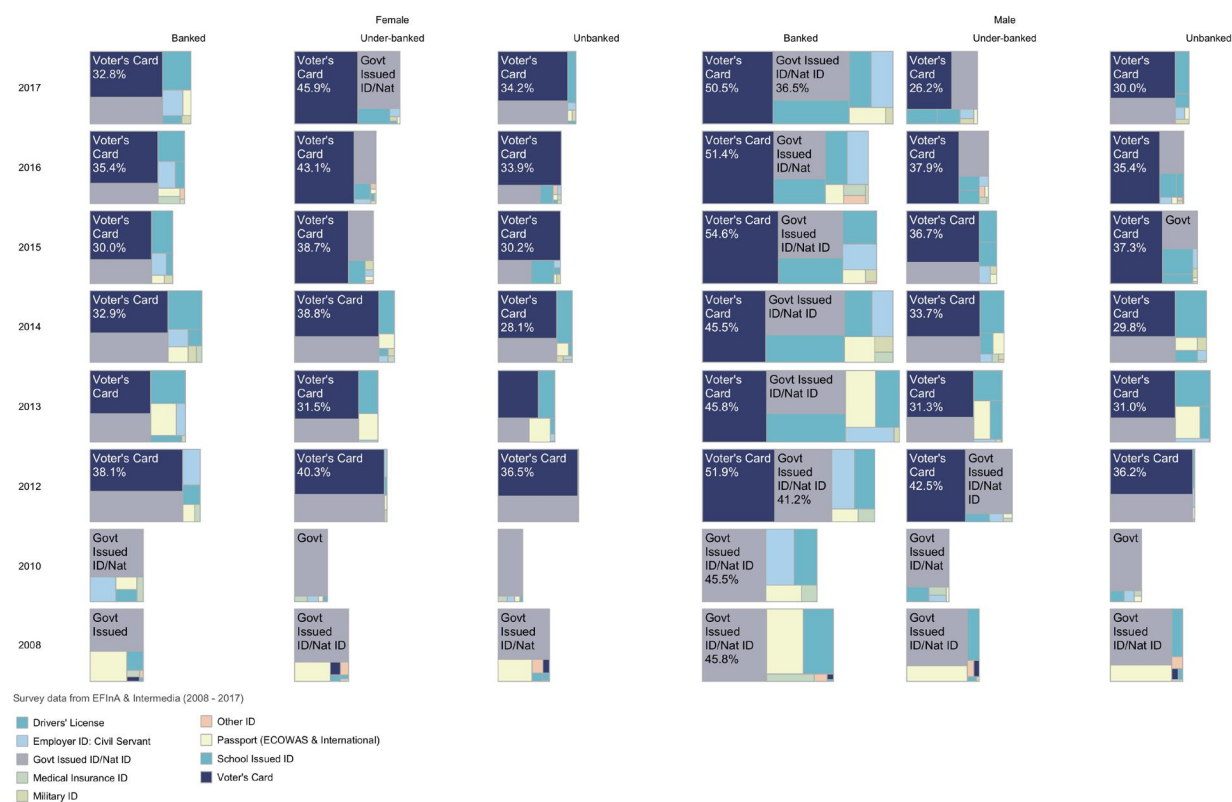 Female
Male
Banked
Under-banked
Unbanked
Banked
Under-banked
Unbanked
2017
Voter's Card
32.8%
Voter's
Card
45.9%
Govt
Issued
ID/Nat
Voter's
Card
34.2%
Voter's
Card
50.5%
Govt Issued
ID/Nat ID
36.5%
Voter's
Card
26.2%
Voter's
Card
30.0%
2016
Voter's
Card
35.4%
Voter's
Card
43.1%
Voter's
Card
33.9%
Voter's Card
51.4%
Govt
Issued
ID/Nat
Voter's
Card
37.9%
Voter's
Card
35.4%
2015
Voter's
Card
30.0%
Voter's
Card
38.7%
Voter's
Card
30.2%
Voter's Card
54.6%
Govt
Issued
ID/Nat ID
Voter's Card
36.7%
Voter's
Card
37.3%
Govt
2014
Voter's Card
32.9%
Voter's Card
38.8%
Voter's
Card
28.1%
Voter's
Card
45.5%
Govt Issued
ID/Nat ID
Voter's Card
33.7%
Voter's
Card
29.8%
2013
Voter's
Card
Voter's
Card
31.5%
Voter's
Card
45.8%
Govt Issued
ID/Nat ID
Voter's
Card
31.3%
Voter's
Card
31.0%
2012
Voter's Card
38.1%
Voter's Card
40.3%
Voter's Card
36.5%
Voter's Card
51.9%
Govt
Issued
ID/Nat ID
41.2%
Voter's
Card
42.5%
Govt
Issued
ID/Nat
ID
Voter's Card
36.2%
2010
Govt
Issued
ID/Nat
Govt
Govt
Issued
ID/Nat ID
45.5%
Govt
Issued
ID/Nat
Govt
2008
Govt
Issued
Govt
Issued
ID/Nat ID
Govt
Issued
ID/Nat
Govt
Issued
ID/Nat ID
45.8%
Govt
Issued
ID/Nat ID
Govt
Issued
ID/Nat ID
Survey data from EFInA & Intermedia (2008 - 2017)
Drivers' License
Employer ID: Civil Servant
Govt Issued ID/Nat ID
Medical Insurance ID
Military ID
Other ID
Passport (ECOWAS & International)
School Issued ID
Voter's Card